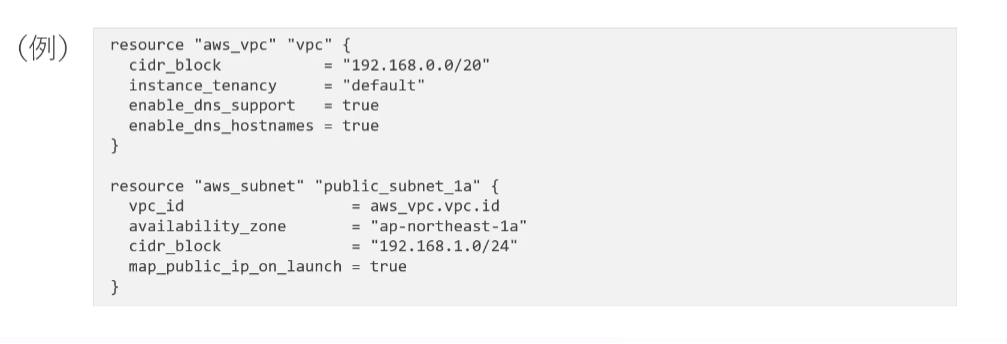 (例)
resource "aws_vpc" "vpc" {
  cidr_block           = "192.168.0.0/20"
  instance_tenancy     = "default"
  enable_dns_support   = true
  enable_dns_hostnames = true
}

resource "aws_subnet" "public_subnet_1a" {
  vpc_id                  = aws_vpc.vpc.id
  availability_zone       = "ap-northeast-1a"
  cidr_block              = "192.168.1.0/24"
  map_public_ip_on_launch = true
}